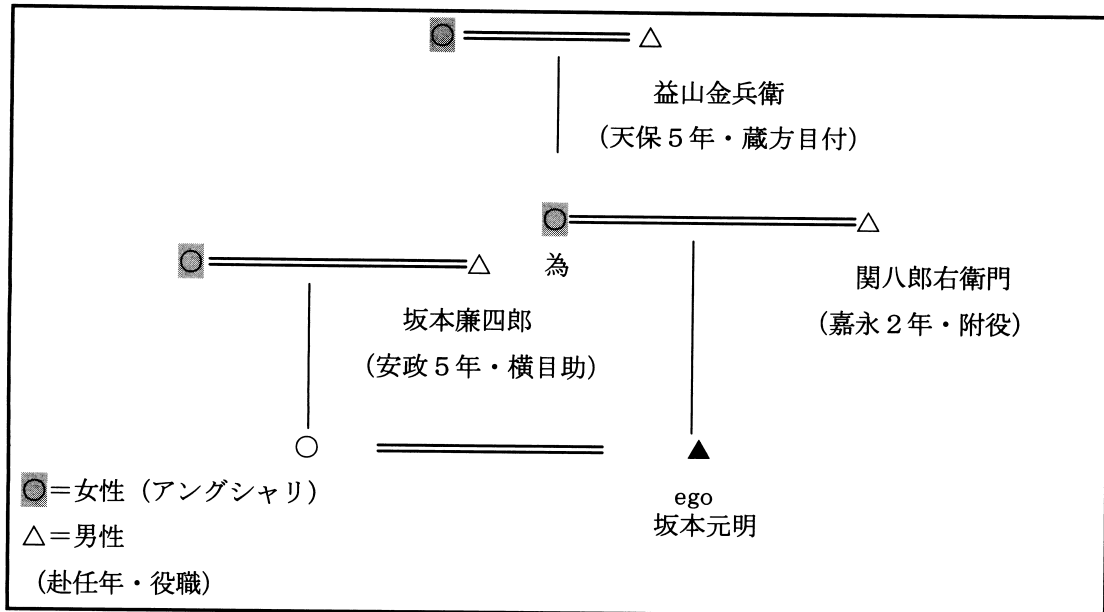 益山金兵衛
（天保５年・蔵方目付）
為
関八郎右衛門
（嘉永２年・附役）
坂本廉四郎
（安政５年・横目助）
ego
坂本元明
○＝女性（アングシャリ）
△＝男性
（赴任年・役職）